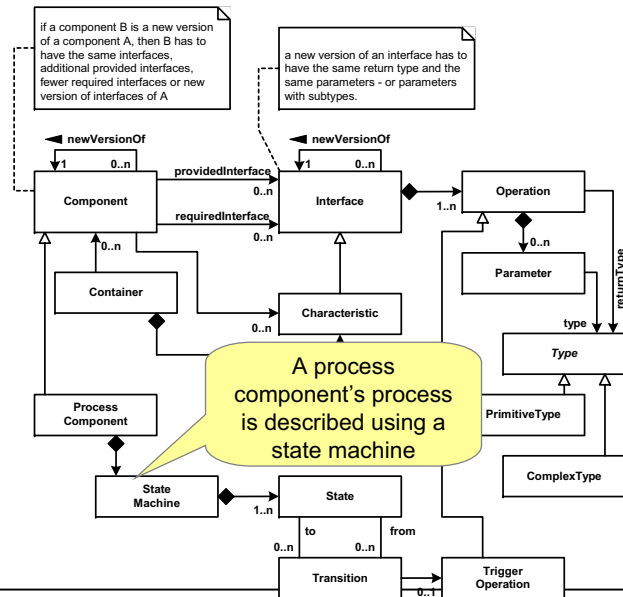 if a component B is a new version
of a component A, then B has to
have the same interfaces,
additional provided interfaces,
fewer required interfaces or new
version of interfaces of A
a new version of an interface has to
have the same return type and the
same parameters - or parameters
with subtypes.
newVersionOf
1
0..n
newVersionOf
1
0..n
providedInterface
0..n
requiredInterface
0..n
Component
Interface
1..n
Operation
0..n
0..n
Parameter
returnType
type
Container
Characteristic
0..n
Type
A process
component's process
is described using a
state machine
Process
Component
PrimitiveType
ComplexType
State
Machine
1..n
State
to
from
0..n
0..n
Transition
0..1
Trigger
Operation